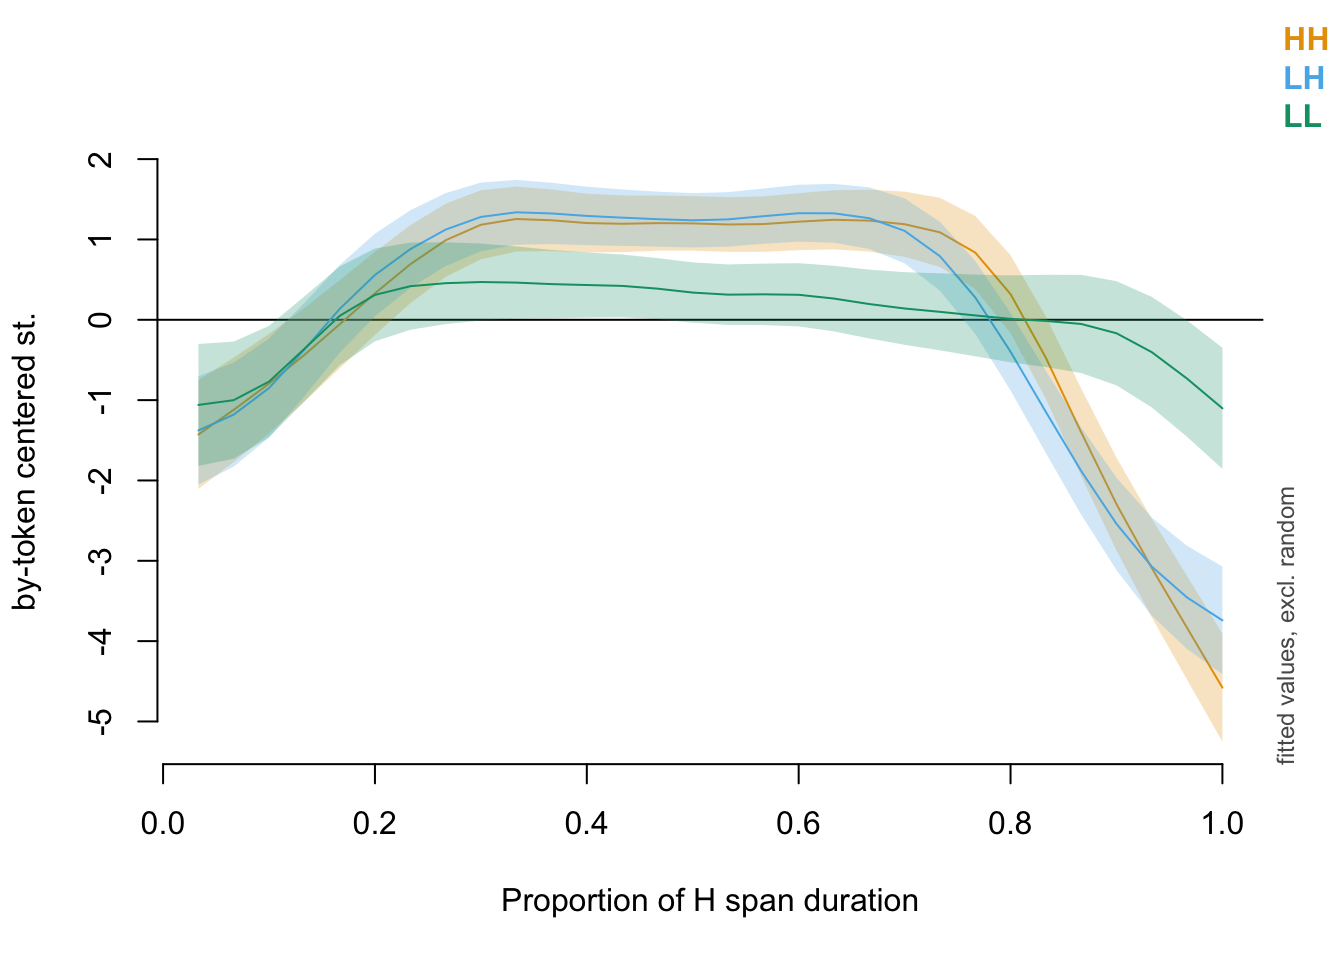 HH
LH
LL
2
1
0
-1
-2
-3
-4
-5
by-token centered st.
0.0 0.2 0.4 0.6 0.8 1.0
Proportion of H span duration
fitted values, excl. random